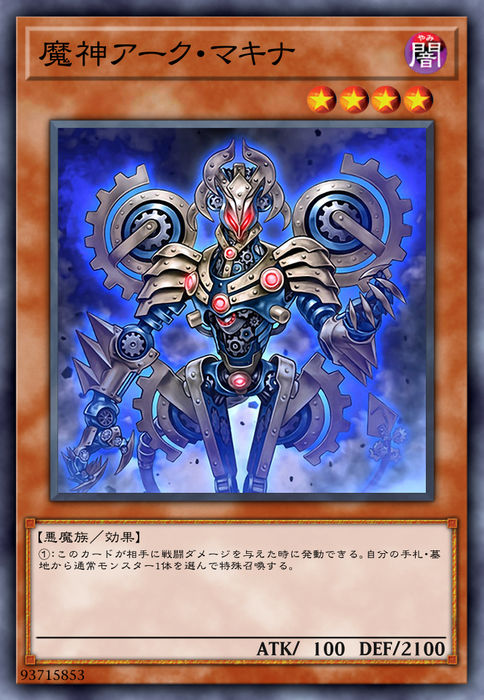 魔神アーク・マキナ
やみ
闇
【悪魔族／効果】
①：このカードが相手に戦闘ダメージを与えた時に発動できる。自分の手札・墓
地から通常モンスター1体を選んで特殊召喚する。
ATK/ 100 DEF/2100
93715853